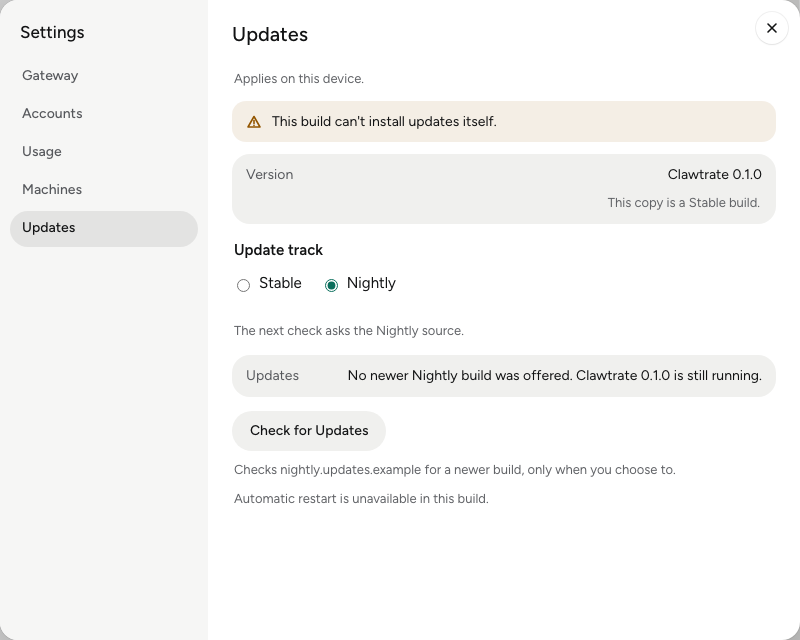 Settings
Gateway
Accounts
Usage
Machines
Updates
Updates
Applies on this device.
This build can't install updates itself.
Version Clawtrate 0.1.0
This copy is a Stable build.
Update track
Stable Nightly
The next check asks the Nightly source.
Updates No newer Nightly build was offered. Clawtrate 0.1.0 is still running.
Check for Updates
Checks nightly.updates.example for a newer build, only when you choose to.
Automatic restart is unavailable in this build.